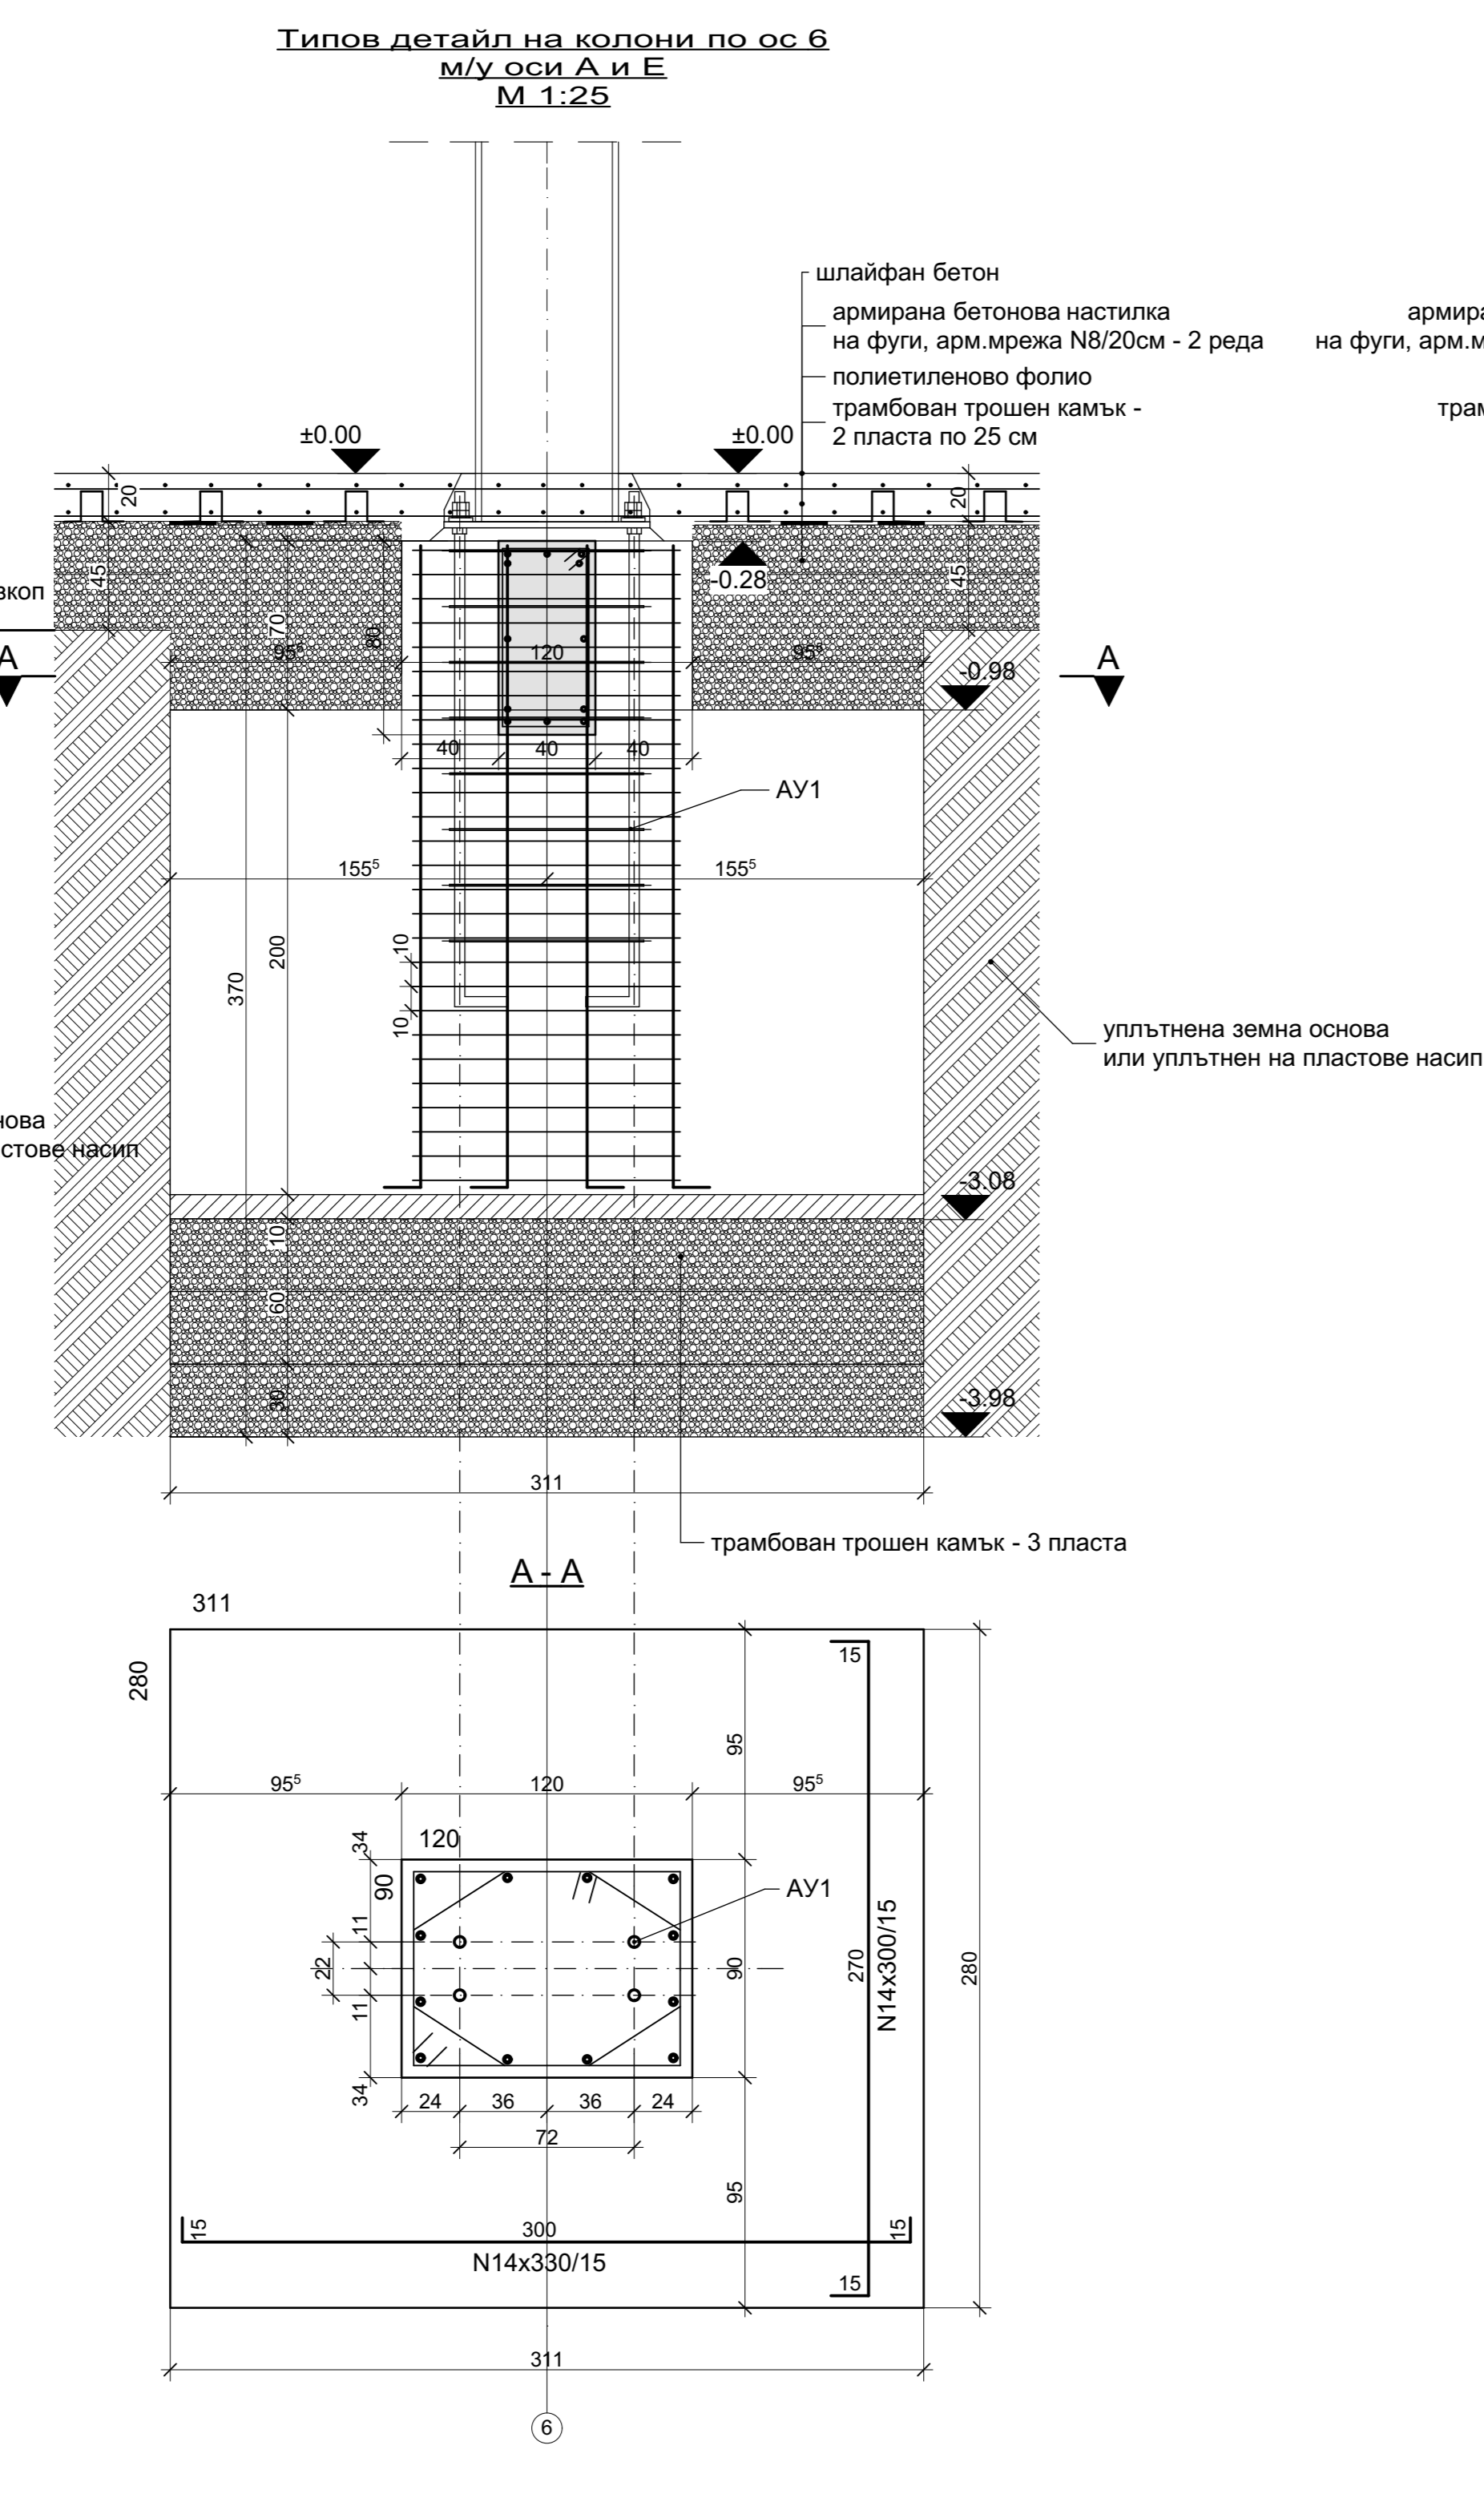 Типов детайл на колони по ос 6
м/у оси А и Е
М 1:25
шлайфан бетон
армирана бетонова настилка
на фуги, арм.мрежа N8/20см - 2 реда
на фуги, арм.м
полиетиленово фолио
трамбован трошен камък -
2 пласта по 25 см
±0.00
±0.00
20
20
45
45
-0.28
70
80
95⁵
120
95⁵
-0.98
А
А
40
40
40
АУ1
155⁵
155⁵
200
370
10
10
уплътнена земна основа
или уплътнен на пластове насип
насип
-3.08
10
60
30
-3.98
311
трамбован трошен камък - 3 пласта
А - А
311
280
15
95
95⁵
120
95⁵
34
120
90
АУ1
11
22
11
90
270
N14x300/15
280
34
24
36
36
24
72
95
15
300
15
N14x330/15
15
311
6